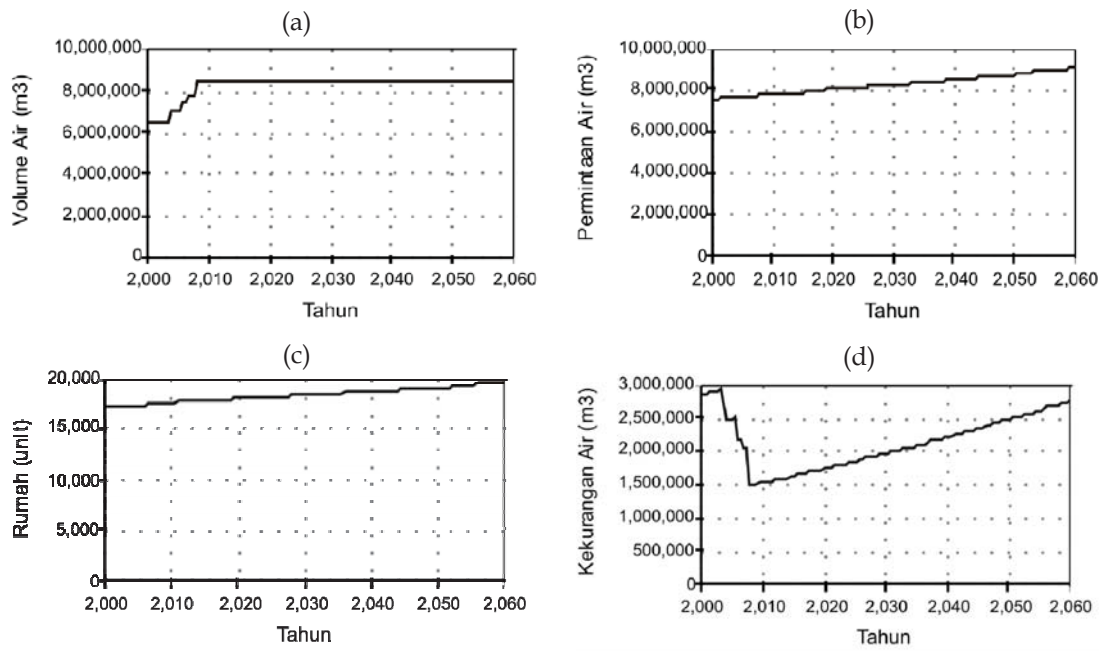 (a)
10,000,000
8,000,000
6,000,000
4,000,000
2,000,000
0
Volume Air (m3)
2,000 2,010 2,020 2,030 2,040 2,050 2,060
Tahun
(b)
10,000,000
8,000,000
6,000,000
4,000,000
2,000,000
0
Permintaan Air (m3)
2,000 2,010 2,020 2,030 2,040 2,050 2,060
Tahun
(c)
20,000
15,000
10,000
5,000
0
Rumah (unit)
2,000 2,010 2,020 2,030 2,040 2,050 2,060
Tahun
(d)
3,000,000
2,500,000
2,000,000
1,500,000
1,000,000
500,000
0
Kekurangan Air (m3)
2,000 2,010 2,020 2,030 2,040 2,050 2,060
Tahun